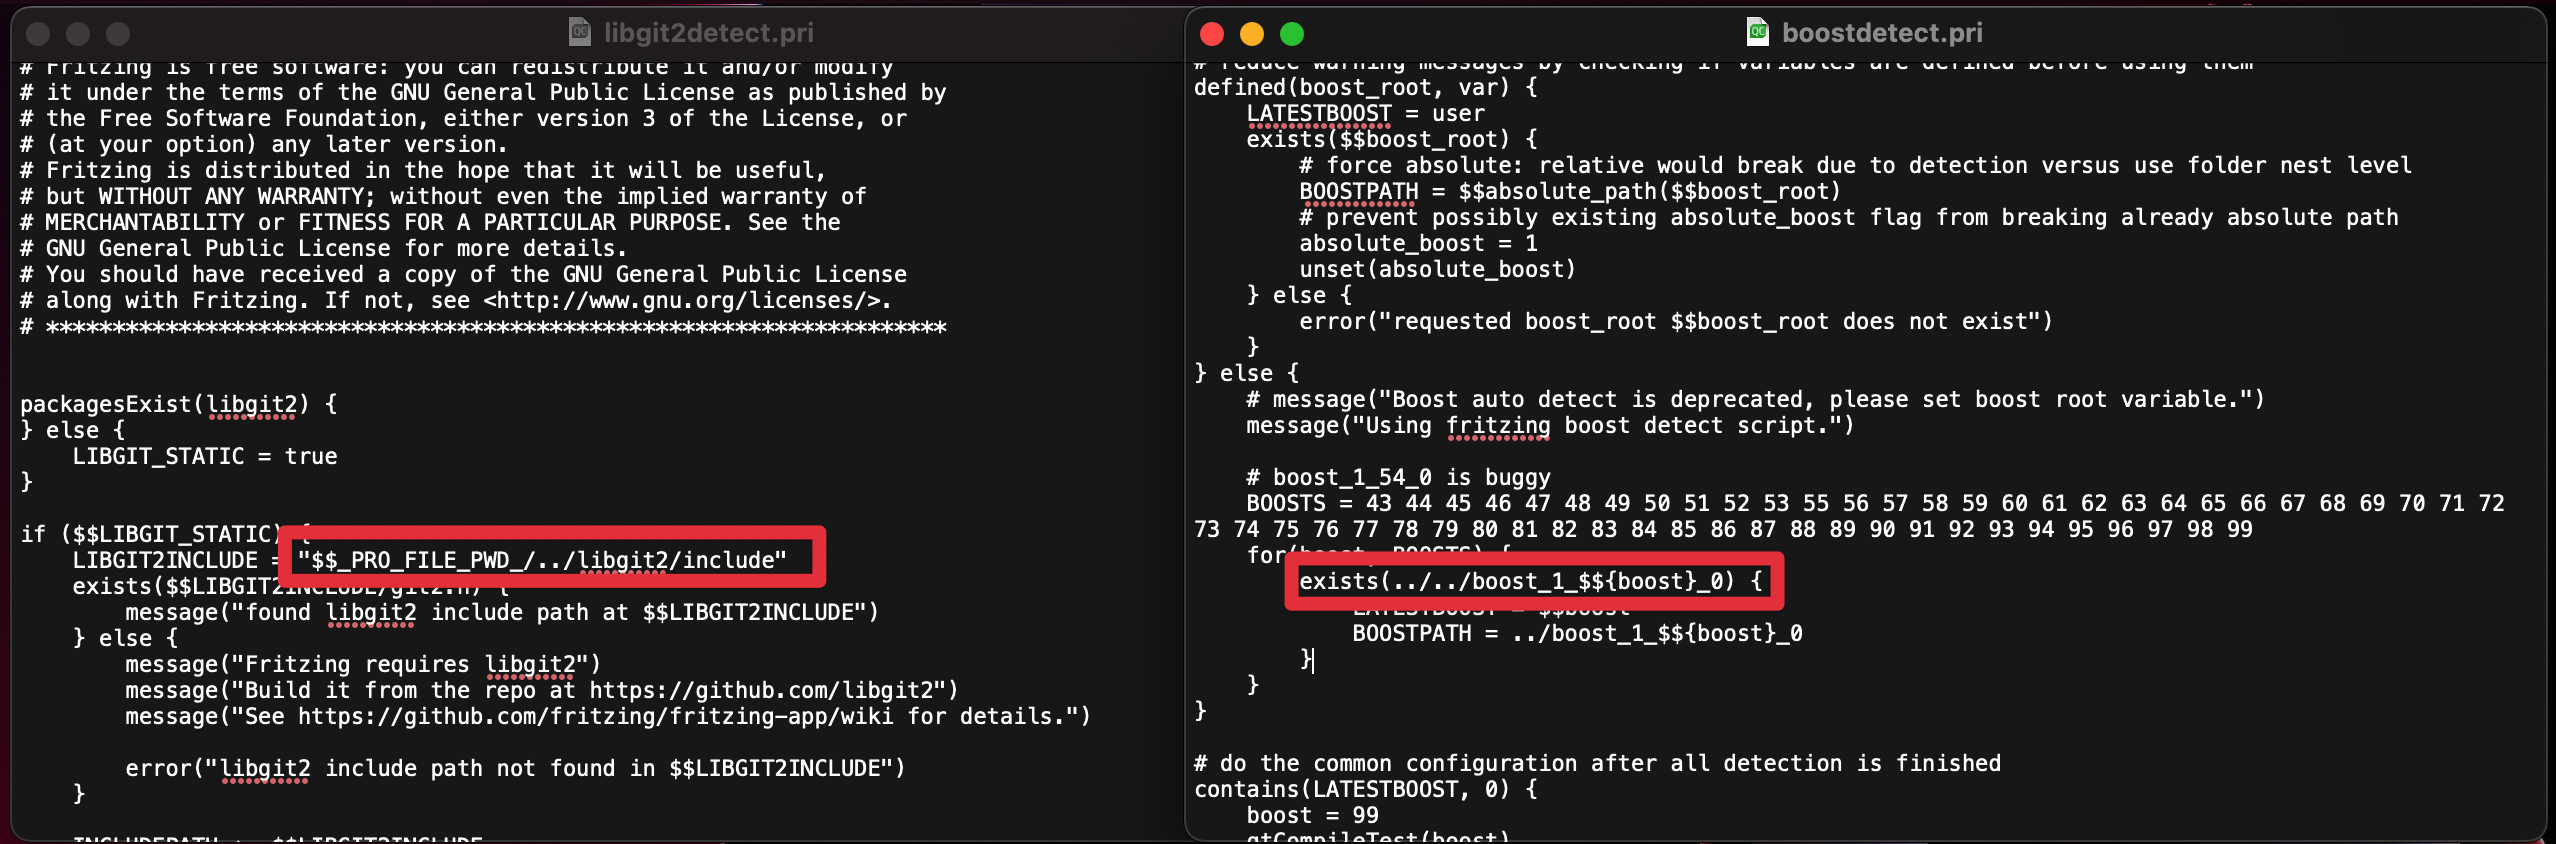 libgit2detect.pri
# Fritzing is free software: you can redistribute it and/or modify
# it under the terms of the GNU General Public License as published by
# the Free Software Foundation, either version 3 of the License, or
# (at your option) any later version.
# Fritzing is distributed in the hope that it will be useful,
# but WITHOUT ANY WARRANTY; without even the implied warranty of
# MERCHANTABILITY or FITNESS FOR A PARTICULAR PURPOSE. See the
# GNU General Public License for more details.
# You should have received a copy of the GNU General Public License
# along with Fritzing. If not, see <http://www.gnu.org/licenses/>.
# ********************************************************************
packagesExist(libgit2) {
} else {
    LIBGIT_STATIC = true
}
if ($$LIBGIT_STATIC) {
    LIBGIT2INCLUDE = "$$_PRO_FILE_PWD_/../libgit2/include"
    exists($$LIBGIT2INCLUDE/git2.h) {
        message("found libgit2 include path at $$LIBGIT2INCLUDE")
    } else {
        message("Fritzing requires libgit2")
        message("Build it from the repo at https://github.com/libgit2")
        message("See https://github.com/fritzing/fritzing-app/wiki for details.")
        error("libgit2 include path not found in $$LIBGIT2INCLUDE")
    }
    INCLUDEPATH += $$LIBGIT2INCLUDE
boostdetect.pri
# reduce warning messages by checking if variables are defined before using them
defined(boost_root, var) {
    LATESTBOOST = user
    exists($$boost_root) {
        # force absolute: relative would break due to detection versus use folder nest level
        BOOSTPATH = $$absolute_path($$boost_root)
        # prevent possibly existing absolute_boost flag from breaking already absolute path
        absolute_boost = 1
        unset(absolute_boost)
    } else {
        error("requested boost_root $$boost_root does not exist")
    }
} else {
    # message("Boost auto detect is deprecated, please set boost root variable.")
    message("Using fritzing boost detect script.")
    # boost_1_54_0 is buggy
    BOOSTS = 43 44 45 46 47 48 49 50 51 52 53 55 56 57 58 59 60 61 62 63 64 65 66 67 68 69 70 71 72
73 74 75 76 77 78 79 80 81 82 83 84 85 86 87 88 89 90 91 92 93 94 95 96 97 98 99
    for(boost, BOOSTS) {
        exists(../../boost_1_$${boost}_0) {
            LATESTBOOST = $$boost
            BOOSTPATH = ../boost_1_$${boost}_0
        }
    }
}
# do the common configuration after all detection is finished
contains(LATESTBOOST, 0) {
    boost = 99
    qtCompileTest(boost)